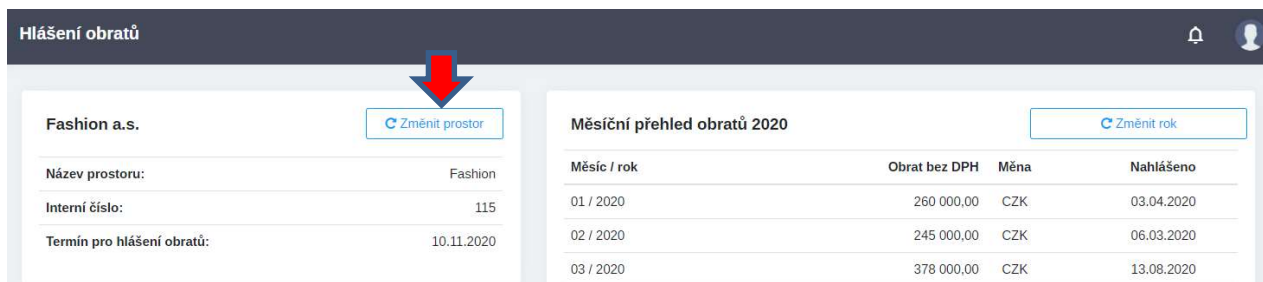 Hlášení obratů
Fashion a.s.
Změnit prostor
Název prostoru: Fashion
Interní číslo: 115
Termín pro hlášení obratů: 10.11.2020
Měsíční přehled obratů 2020
Změnit rok
Měsíc / rok Obrat bez DPH Měna Nahlášeno
01 / 2020 260 000,00 CZK 03.04.2020
02 / 2020 245 000,00 CZK 06.03.2020
03 / 2020 378 000,00 CZK 13.08.2020